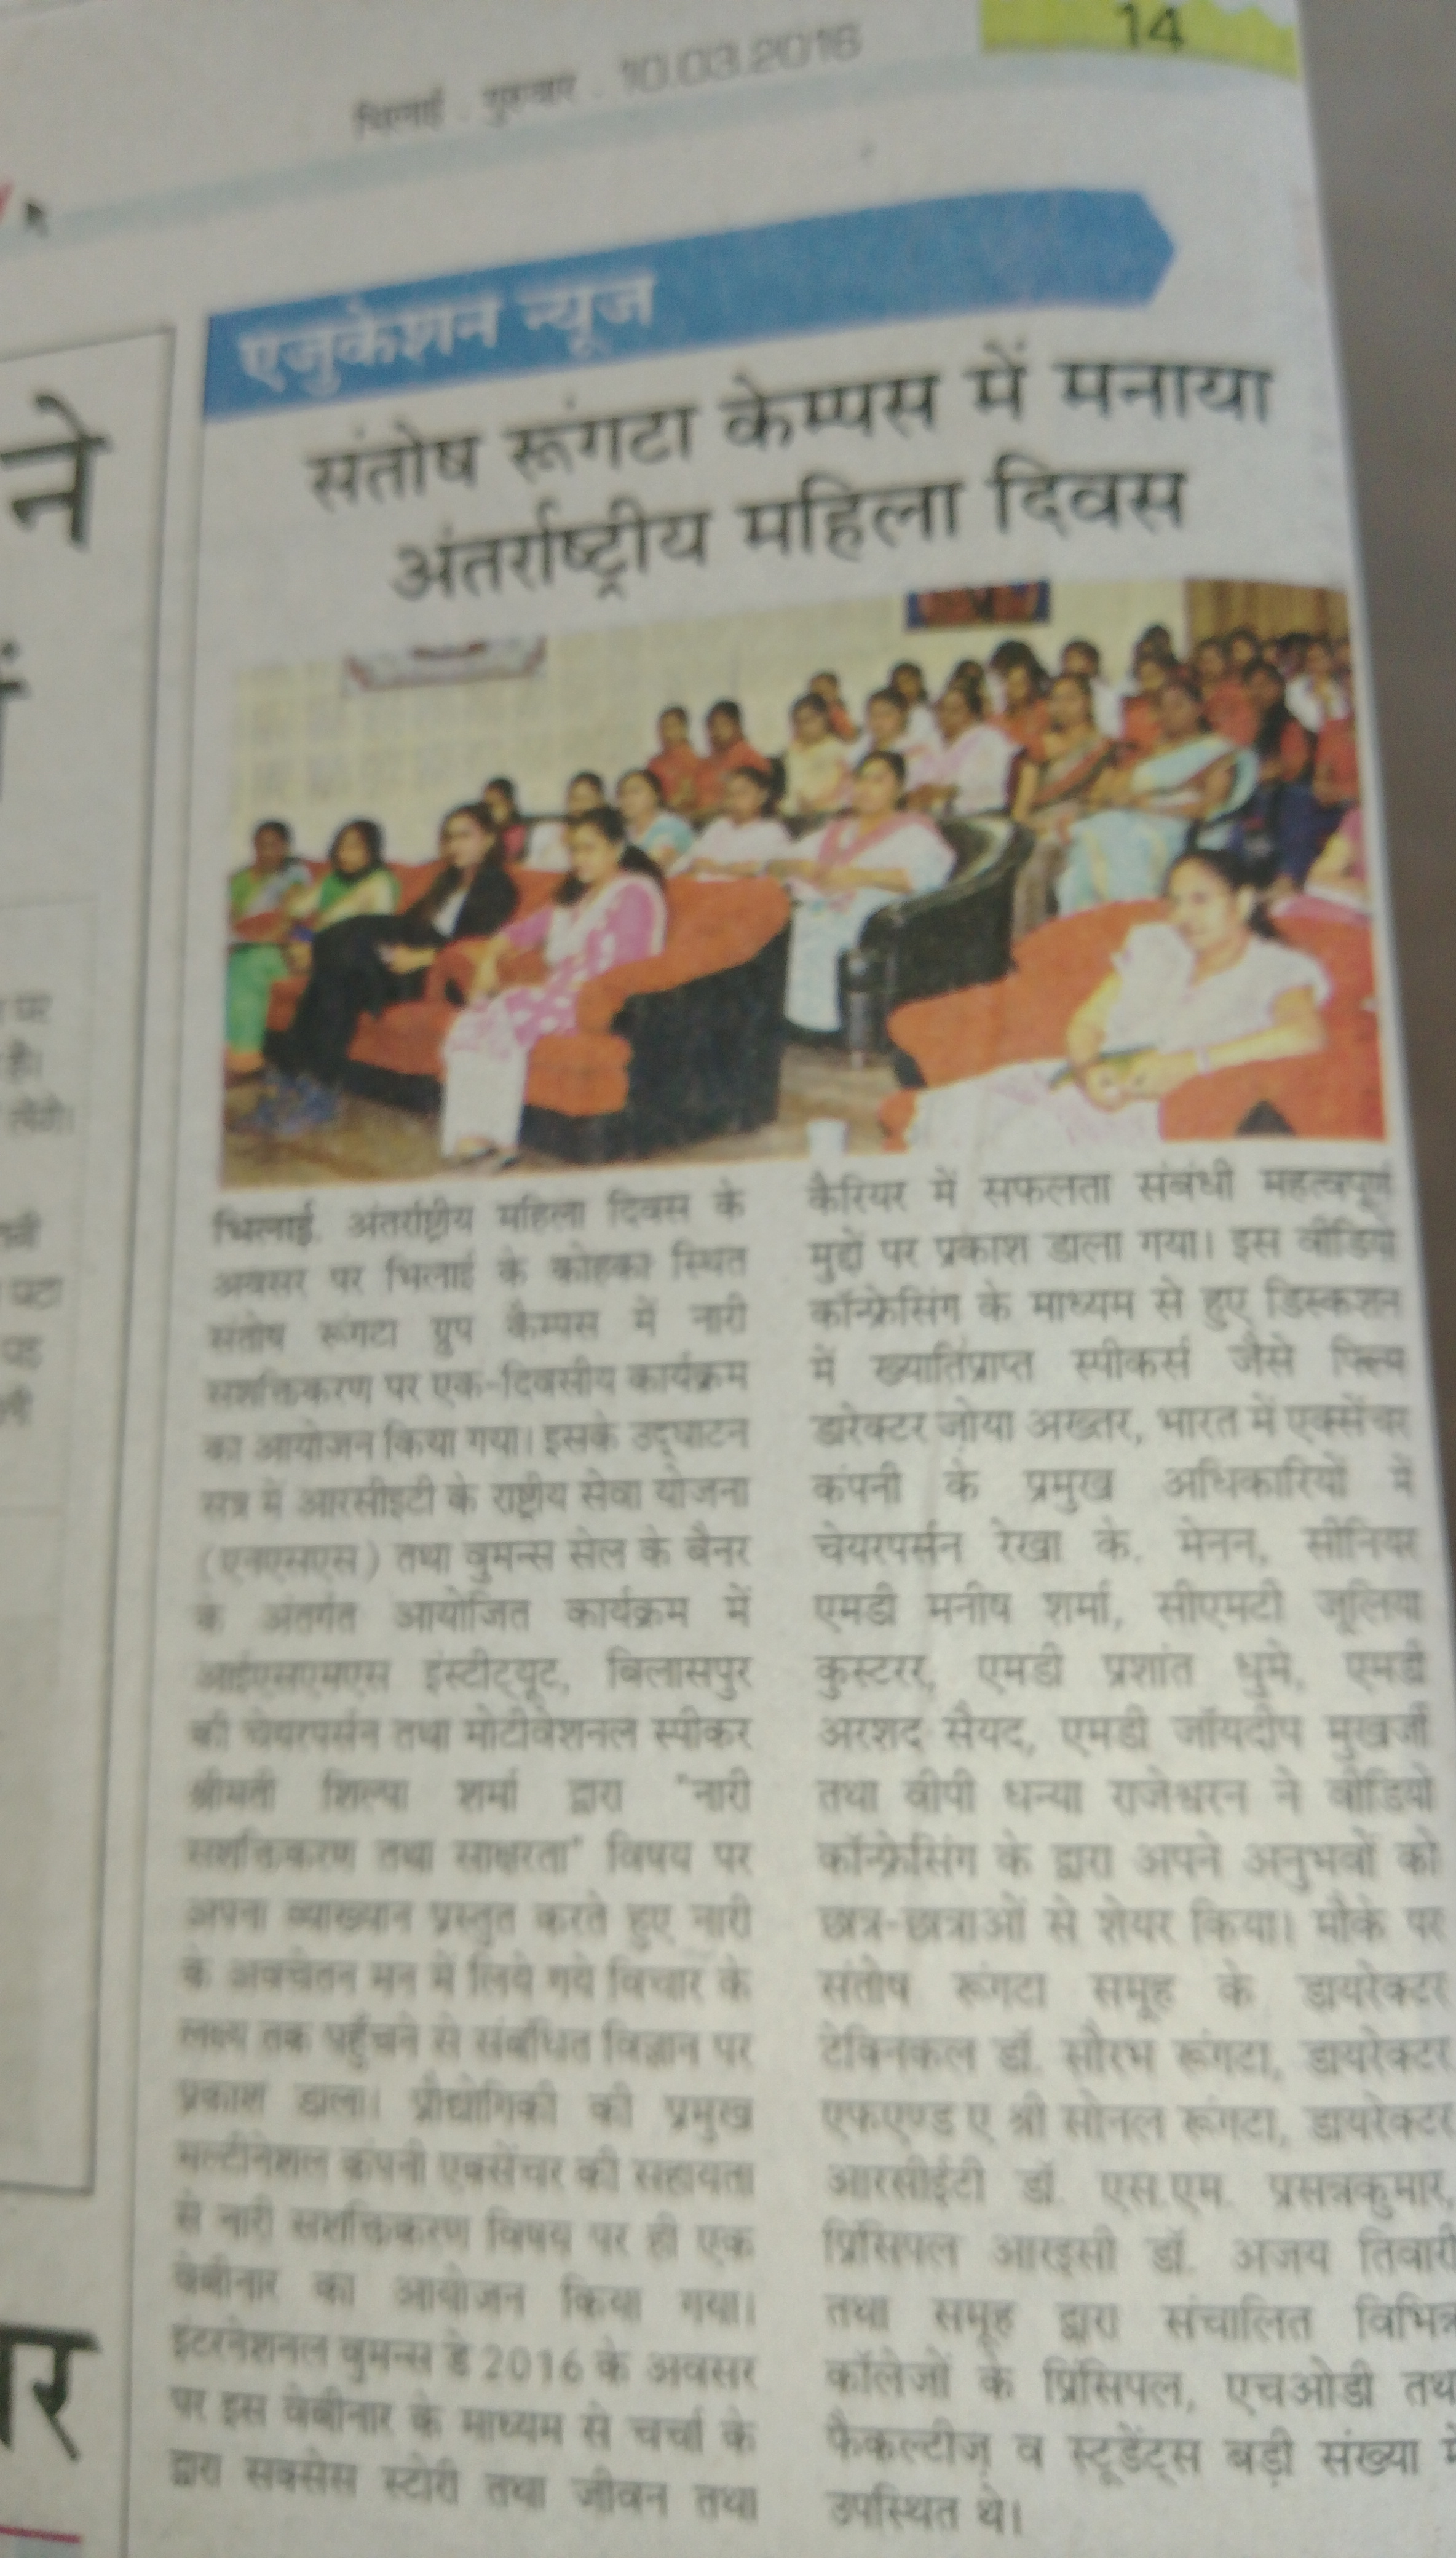 14
भिलाई . गुरुवार . 10.03.2016
एजुकेशन न्यूज
संतोष रूंगटा केम्पस में मनाया
अंतर्राष्ट्रीय महिला दिवस
भिलाई. अंतर्राष्ट्रीय महिला दिवस के
अवसर पर भिलाई के कोहका स्थित
संतोष रूंगटा ग्रुप कैम्पस में नारी
सशक्तिकरण पर एक-दिवसीय कार्यक्रम
का आयोजन किया गया। इसके उद्घाटन
सत्र में आरसीइटी के राष्ट्रीय सेवा योजना
(एनएसएस) तथा वुमन्स सेल के बैनर
के अंतर्गत आयोजित कार्यक्रम में
आईएसएमएस इंस्टीट्यूट, बिलासपुर
की चेयरपर्सन तथा मोटीवेशनल स्पीकर
श्रीमती शिल्पा शर्मा द्वारा "नारी
सशक्तिकरण तथा साक्षरता" विषय पर
अपना व्याख्यान प्रस्तुत करते हुए नारी
के अवचेतन मन में लिये गये विचार के
लक्ष्य तक पहुँचने से संबंधित विज्ञान पर
प्रकाश डाला। प्रौद्योगिकी की प्रमुख
मल्टीनेशल कंपनी एक्सेंचर की सहायता
से नारी सशक्तिकरण विषय पर ही एक
वेबीनार का आयोजन किया गया।
इंटरनेशनल वुमन्स डे 2016 के अवसर
पर इस वेबीनार के माध्यम से चर्चा के
द्वारा सक्सेस स्टोरी तथा जीवन तथा
कैरियर में सफलता संबंधी महत्वपूर्ण
मुद्दों पर प्रकाश डाला गया। इस वीडियो
कॉन्फ्रेसिंग के माध्यम से हुए डिस्कशन
में ख्यातिप्राप्त स्पीकर्स जैसे फिल्म
डारेक्टर जोया अख्तर, भारत में एक्सेंचर
कंपनी के प्रमुख अधिकारियों में
चेयरपर्सन रेखा के. मेनन, सीनियर
एमडी मनीष शर्मा, सीएमटी जूलिया
कुस्टरर, एमडी प्रशांत धुमे, एमडी
अरशद सैयद, एमडी जॉयदीप मुखर्जी
तथा वीपी धन्या राजेश्वरन ने वीडियो
कॉन्फ्रेसिंग के द्वारा अपने अनुभवों को
छात्र-छात्राओं से शेयर किया। मौके पर
संतोष रूंगटा समूह के डायरेक्टर
टेक्निकल डॉ. सौरभ रूंगटा, डायरेक्टर
एफएण्ड ए श्री सोनल रूंगटा, डायरेक्टर
आरसीईटी डॉ. एस.एम. प्रसन्नकुमार,
प्रिंसिपल आरइसी डॉ. अजय तिवारी
तथा समूह द्वारा संचालित विभिन्न
कॉलेजों के प्रिंसिपल, एचओडी तथा
फैकल्टीज़ व स्टूडेंट्स बड़ी संख्या में
उपस्थित थे।
ने